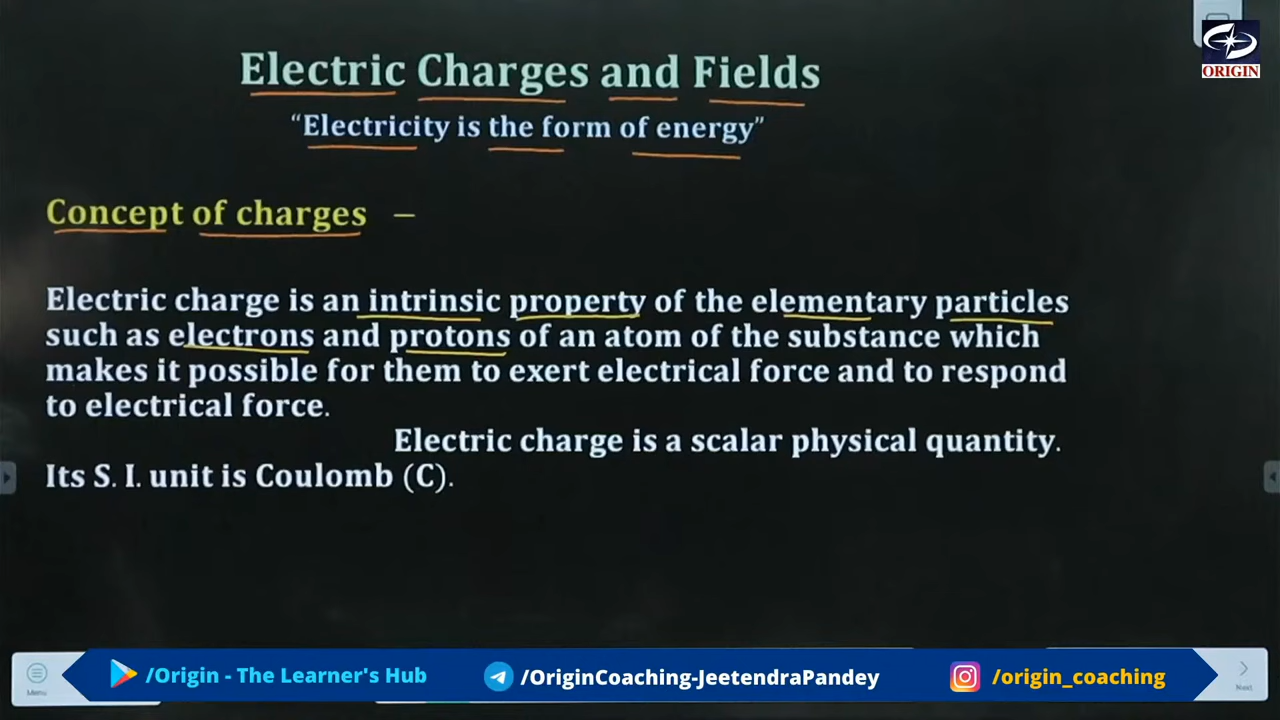 ORIGIN
Electric Charges and Fields
“Electricity is the form of energy”
Concept of charges –
Electric charge is an intrinsic property of the elementary particles
such as electrons and protons of an atom of the substance which
makes it possible for them to exert electrical force and to respond
to electrical force.
Electric charge is a scalar physical quantity.
Its S. I. unit is Coulomb (C).
Menu
/Origin - The Learner's Hub
/OriginCoaching-JeetendraPandey
/origin_coaching
Next